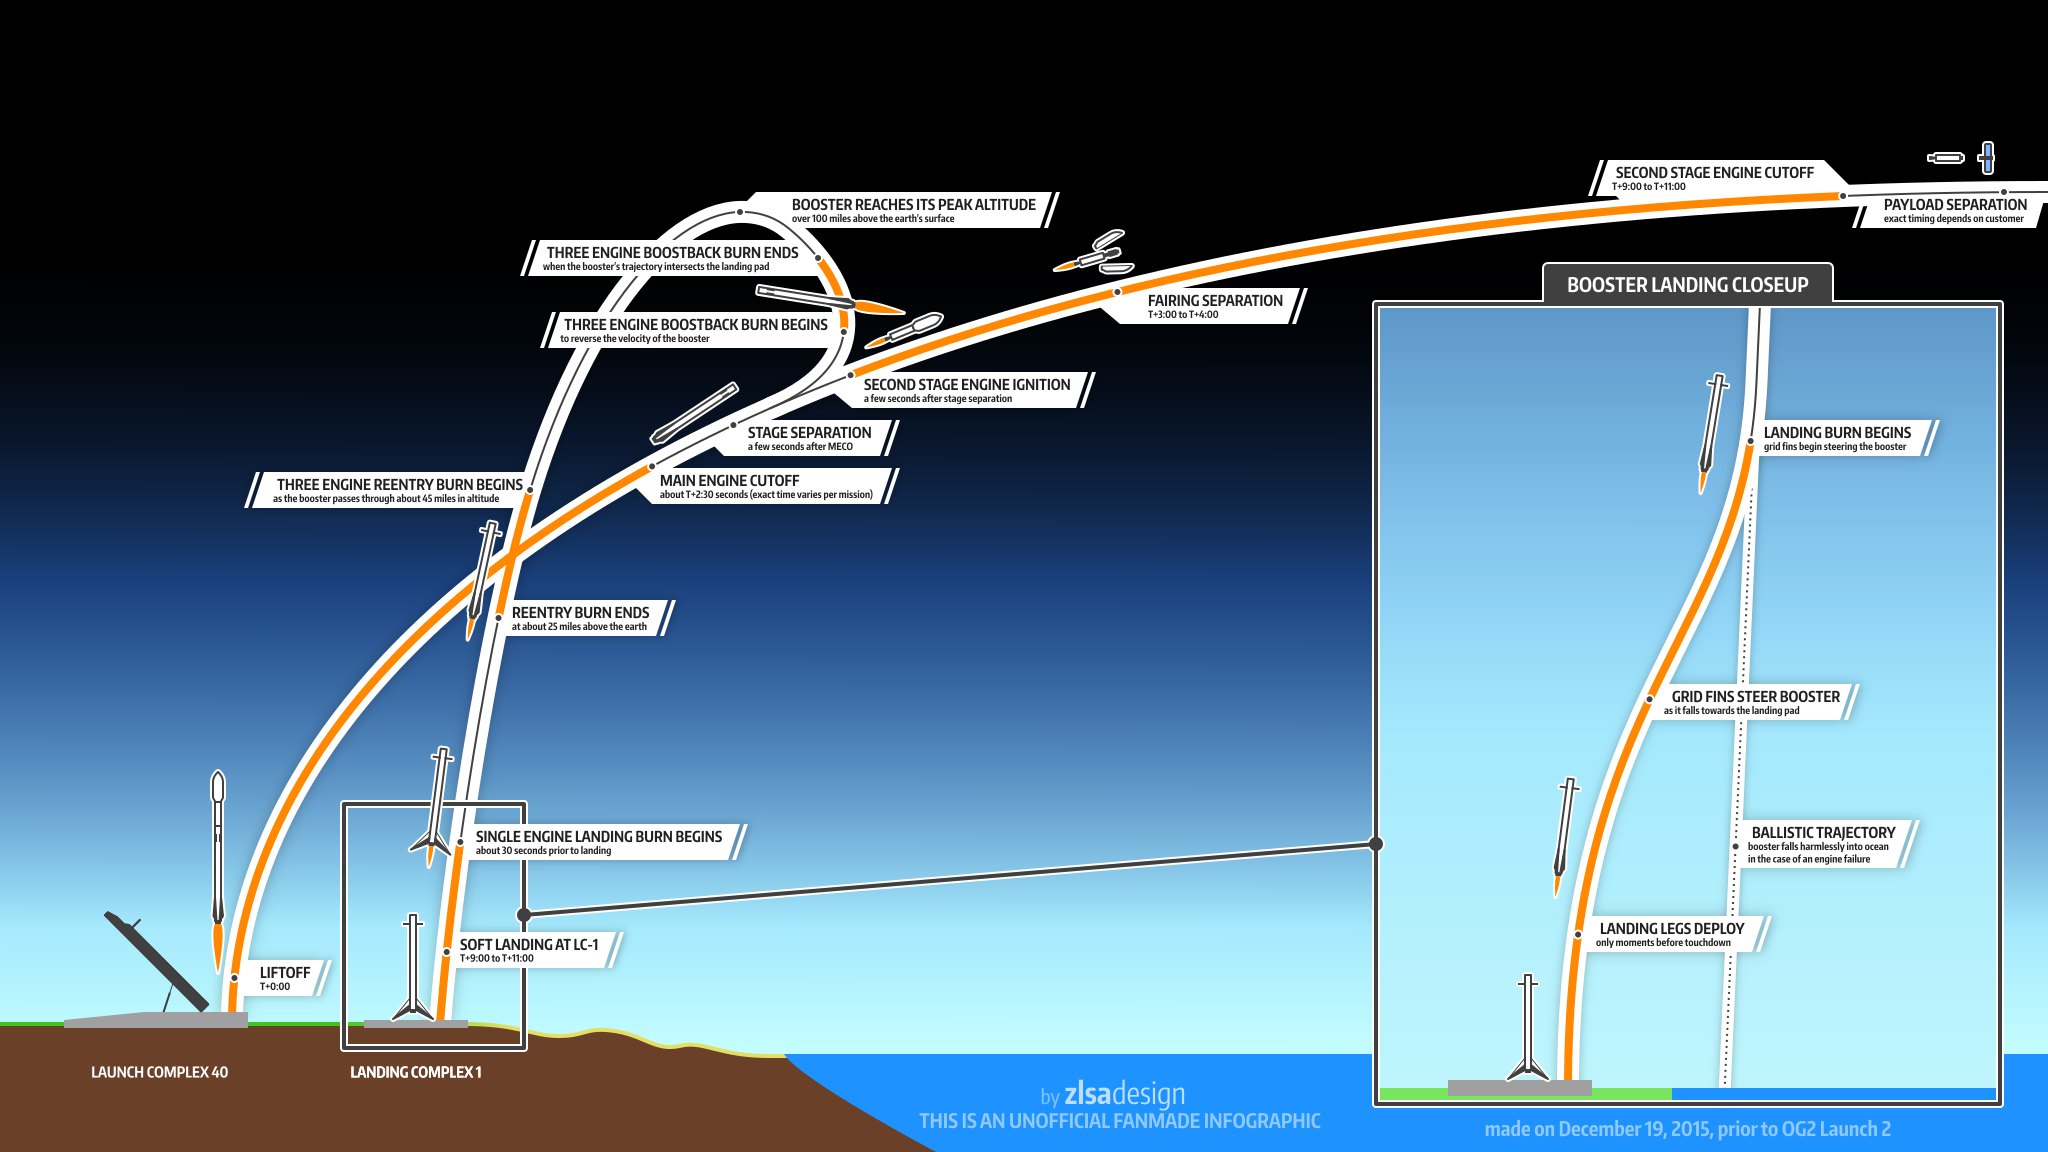 SECOND STAGE ENGINE CUTOFF
T+9:00 to T+11:00
PAYLOAD SEPARATION
exact timing depends on customer
BOOSTER REACHES ITS PEAK ALTITUDE
over 100 miles above the earth's surface
THREE ENGINE BOOSTBACK BURN ENDS
when the booster's trajectory intersects the landing pad
THREE ENGINE BOOSTBACK BURN BEGINS
to reverse the velocity of the booster
FAIRING SEPARATION
T+3:00 to T+4:00
SECOND STAGE ENGINE IGNITION
a few seconds after stage separation
STAGE SEPARATION
a few seconds after MECO
MAIN ENGINE CUTOFF
about T+2:30 seconds (exact time varies per mission)
THREE ENGINE REENTRY BURN BEGINS
as the booster passes through about 45 miles in altitude
REENTRY BURN ENDS
at about 25 miles above the earth
SINGLE ENGINE LANDING BURN BEGINS
about 30 seconds prior to landing
SOFT LANDING AT LC-1
T+9:00 to T+11:00
LIFTOFF
T+0:00
LAUNCH COMPLEX 40
LANDING COMPLEX 1
BOOSTER LANDING CLOSEUP
LANDING BURN BEGINS
grid fins begin steering the booster
GRID FINS STEER BOOSTER
as it falls towards the landing pad
BALLISTIC TRAJECTORY
booster falls harmlessly into ocean
in the case of an engine failure
LANDING LEGS DEPLOY
only moments before touchdown
by zlsadesign
THIS IS AN UNOFFICIAL FANMADE INFOGRAPHIC
made on December 19, 2015, prior to OG2 Launch 2